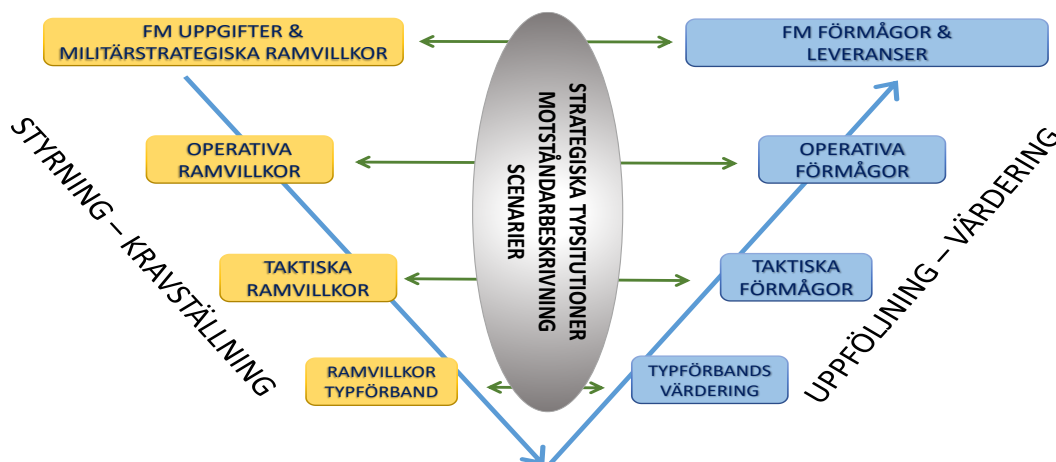 FM UPPGIFTER &
MILITÄRSTRATEGISKA RAMVILLKOR
FM FÖRMÅGOR &
LEVERANSER
STYRNING – KRAVSTÄLLNING
OPERATIVA
RAMVILLKOR
STRATEGISKA TYPSITUTIONER
MOTSTÅNDARBESKRIVNING
SCENARIER
OPERATIVA
FÖRMÅGOR
UPPFÖLJNING – VÄRDERING
TAKTISKA
RAMVILLKOR
TAKTISKA
FÖRMÅGOR
RAMVILLKOR
TYPFÖRBAND
TYPFÖRBANDS
VÄRDERING